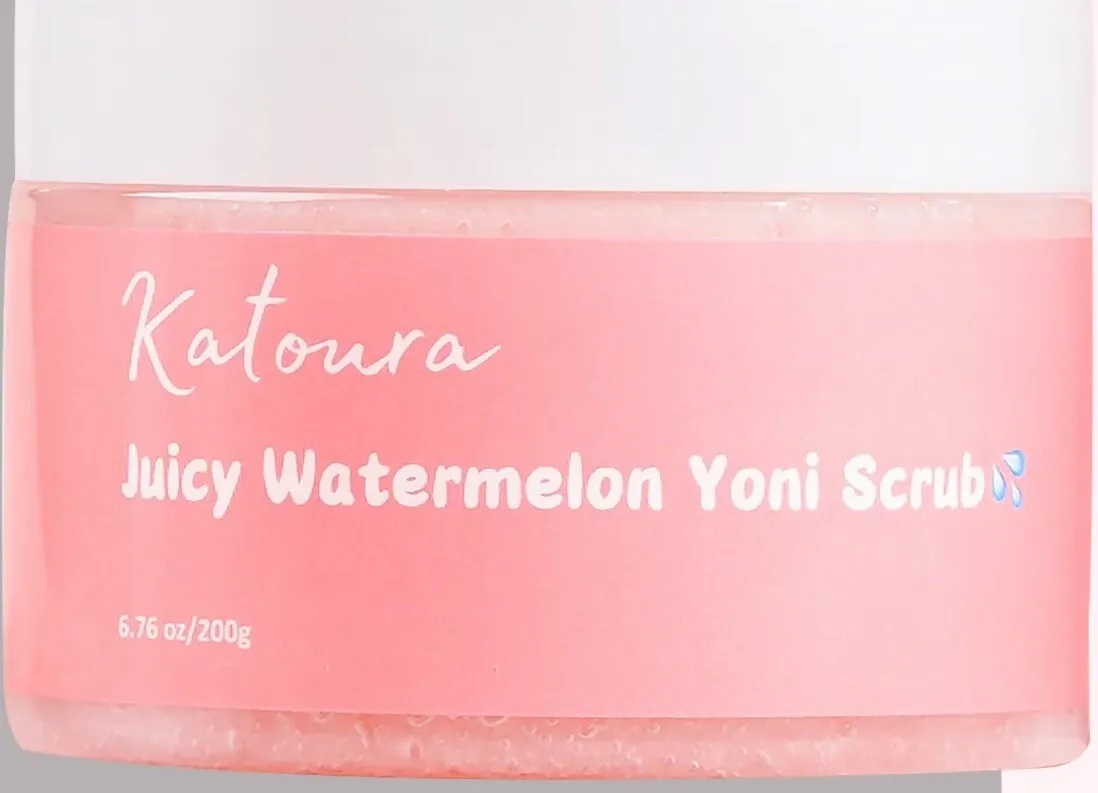 Katoura
Juicy Watermelon Yoni Scrub💦
6.76 oz/200g